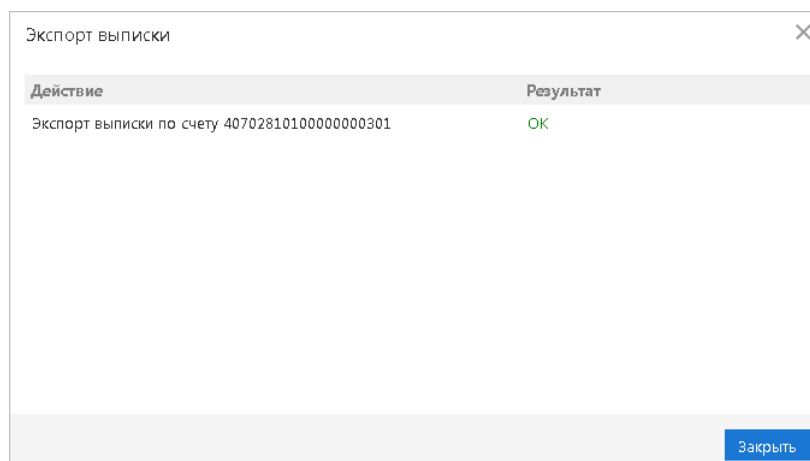 Экспорт выписки
Действие Результат
Экспорт выписки по счету 40702810100000000301 OK
Закрыть